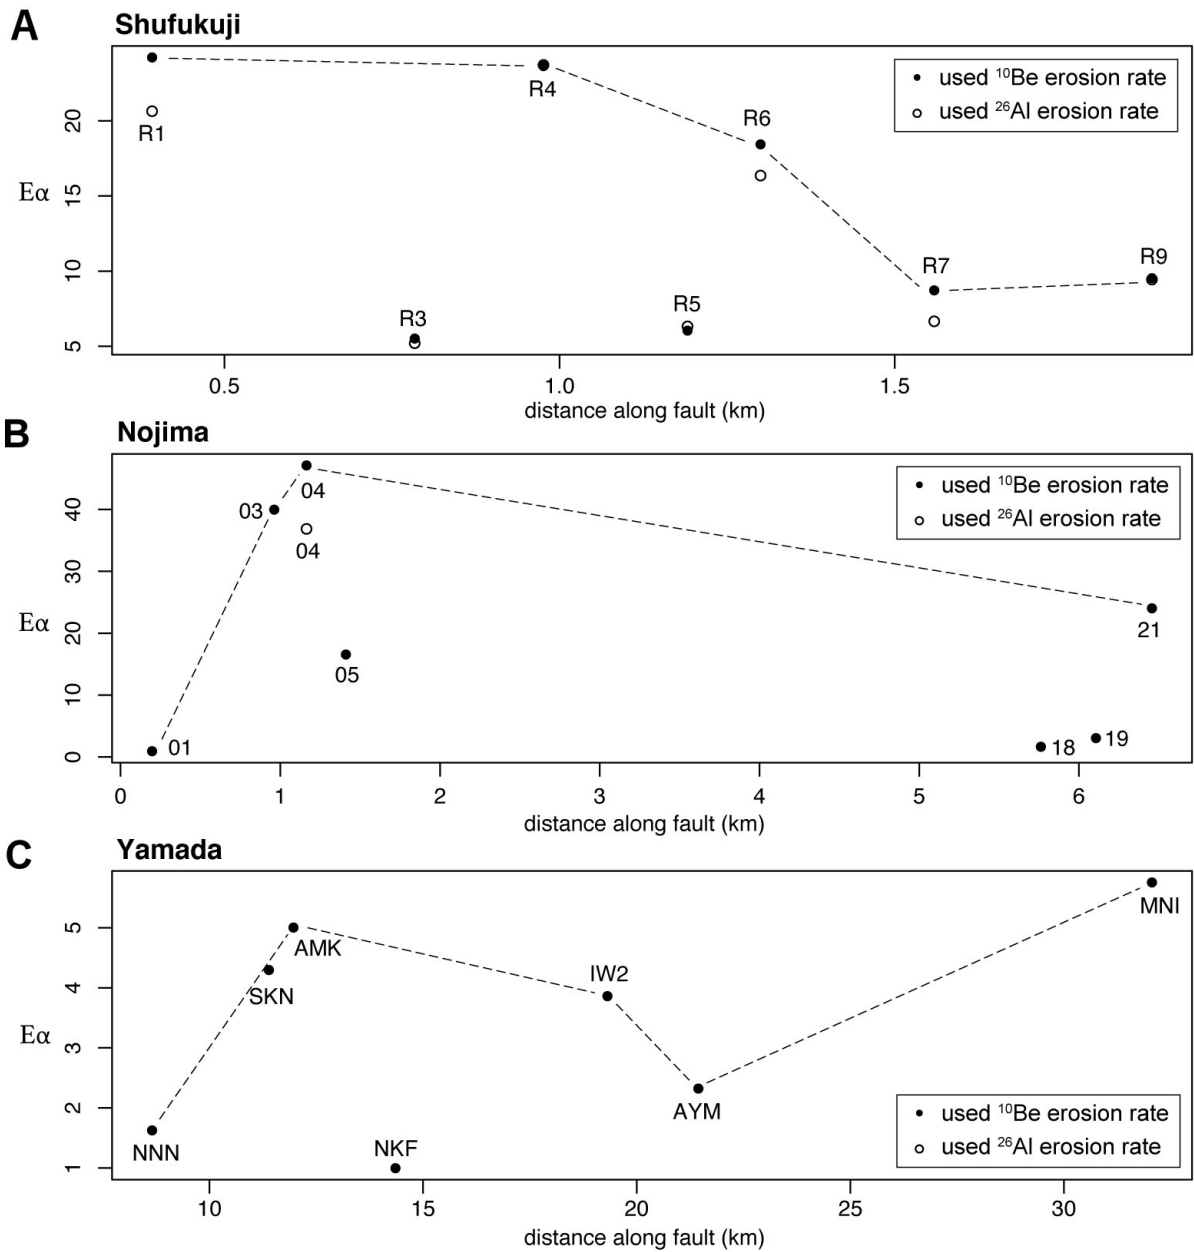 A Shufukuji
used ¹⁰Be erosion rate
used ²⁶Al erosion rate
Eα
5 10 15 20
R1
R3
R4
R5
R6
R7
R9
0.5 1.0 1.5
distance along fault (km)
B Nojima
used ¹⁰Be erosion rate
used ²⁶Al erosion rate
Eα
0 10 20 30 40
01
03
04
04
05
18
19
21
0 1 2 3 4 5 6
distance along fault (km)
C Yamada
Eα
1 2 3 4 5
NNN
SKN
AMK
NKF
IW2
AYM
MNI
used ¹⁰Be erosion rate
used ²⁶Al erosion rate
10 15 20 25 30
distance along fault (km)